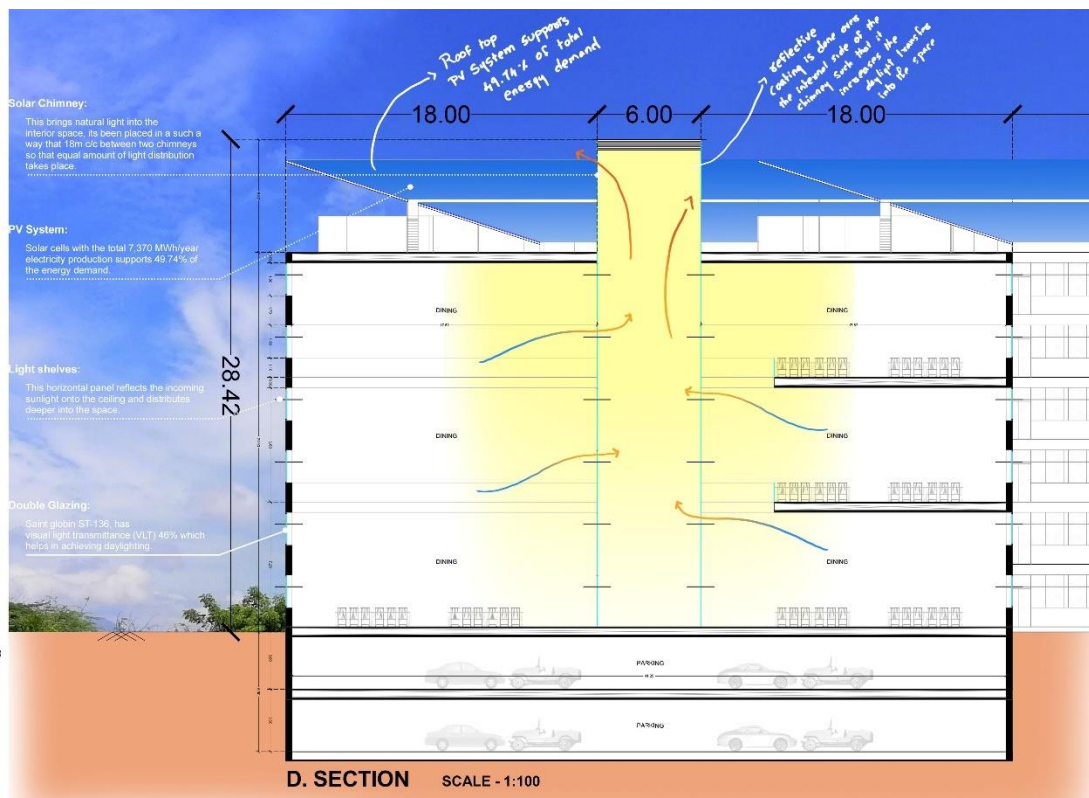 Roof top
PV System supports
49.74% of total
energy demand
reflective
coating is done over
the internal side of the
chimney such that it
increases the
daylight transfer
into the space
18.00
6.00
18.00
Solar Chimney:
This brings natural light into the
interior space, its been placed in a such a
way that 18m c/c between two chimneys
so that equal amount of light distribution
takes place.
PV System:
Solar cells with the total 7,370 MWh/year
electricity production supports 49.74% of
the energy demand.
28.42
Light shelves:
This horizontal panel reflects the incoming
sunlight onto the ceiling and distributes
deeper into the space.
Double Glazing:
Saint globin ST-136, has
visual light transmittance (VLT) 46% which
helps in achieving daylighting.
DINING
DINING
DINING
DINING
DINING
DINING
PARKING
PARKING
D. SECTION
SCALE - 1:100